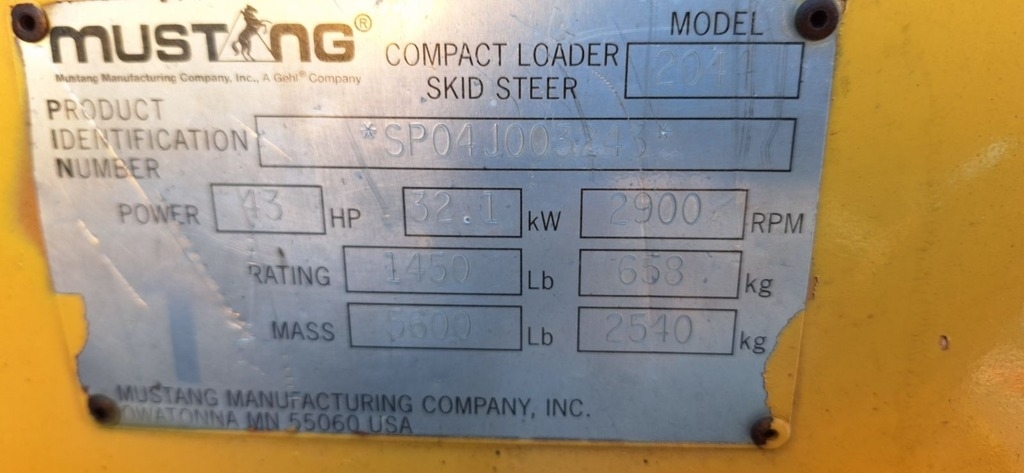 MUSTANG®
Mustang Manufacturing Company, Inc., A Gehl® Company
COMPACT LOADER
SKID STEER
MODEL
PRODUCT
IDENTIFICATION
NUMBER
POWER 43 HP 32.1 kW 2900 RPM
RATING 1450 Lb 658 kg
MASS 5600 Lb 2540 kg
MUSTANG MANUFACTURING COMPANY, INC.
OWATONNA MN 55060 USA